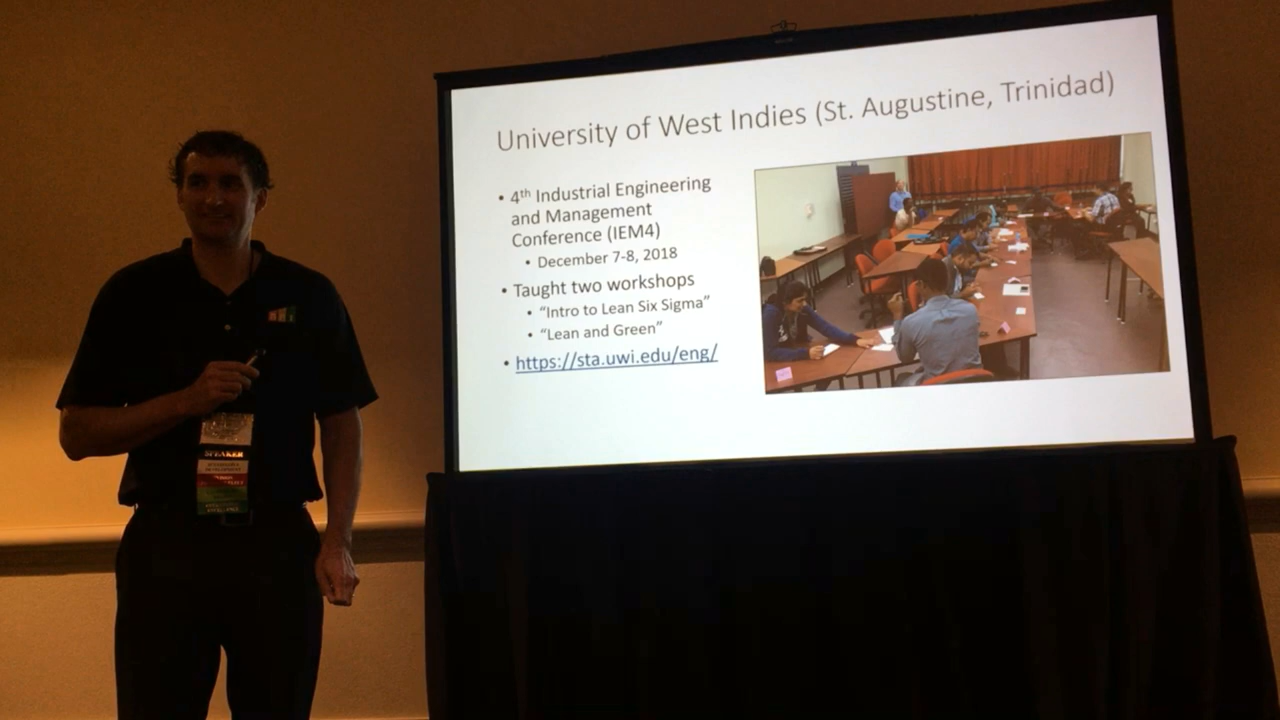 University of West Indies (St. Augustine, Trinidad)
• 4th Industrial Engineering
and Management
Conference (IEM4)
• December 7-8, 2018
• Taught two workshops
• “Intro to Lean Six Sigma”
• “Lean and Green”
• https://sta.uwi.edu/eng/
SPEAKER